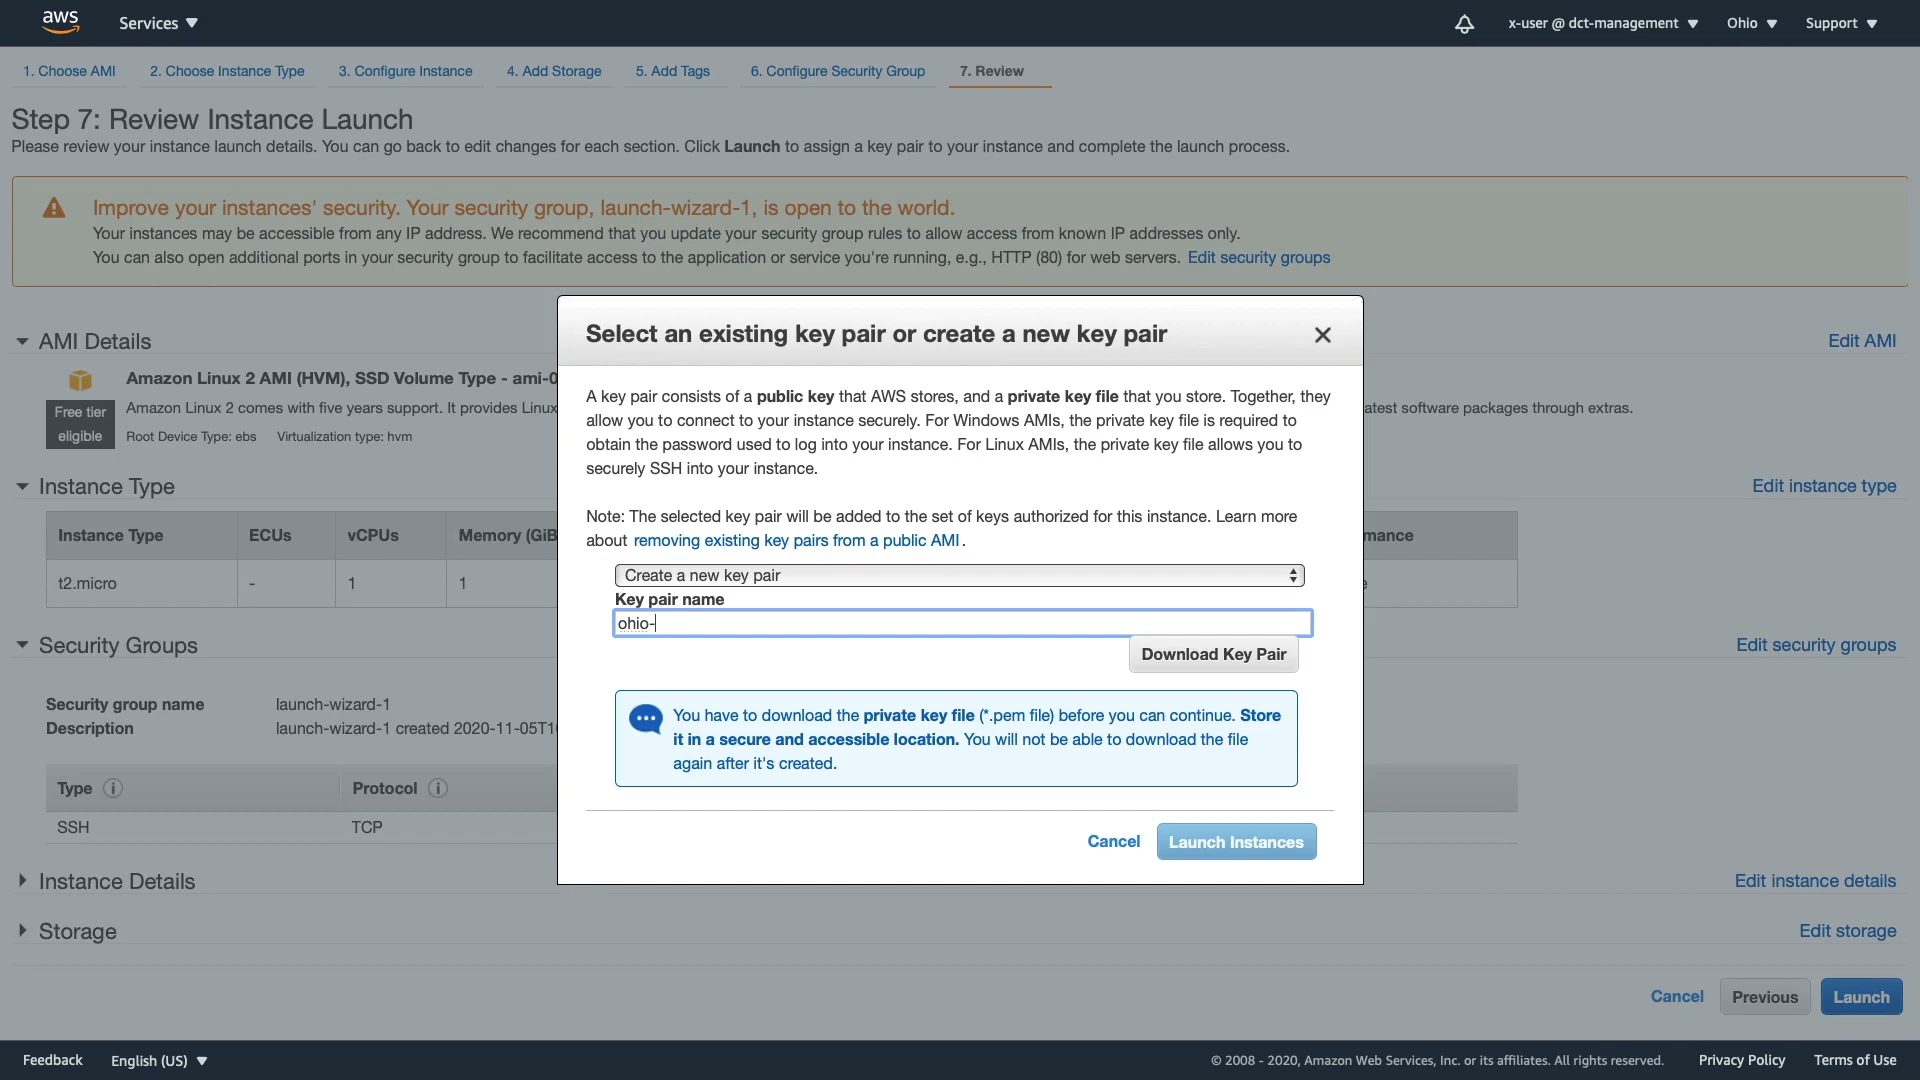 aws
Services
x-user @ dct-management
Ohio
Support
1. Choose AMI
2. Choose Instance Type
3. Configure Instance
4. Add Storage
5. Add Tags
6. Configure Security Group
7. Review
Step 7: Review Instance Launch
Please review your instance launch details. You can go back to edit changes for each section. Click Launch to assign a key pair to your instance and complete the launch process.
Improve your instances' security. Your security group, launch-wizard-1, is open to the world.
Your instances may be accessible from any IP address. We recommend that you update your security group rules to allow access from known IP addresses only.
You can also open additional ports in your security group to facilitate access to the application or service you're running, e.g., HTTP (80) for web servers. Edit security groups
AMI Details
Edit AMI
Amazon Linux 2 AMI (HVM), SSD Volume Type - ami-0
Free tier
eligible
Amazon Linux 2 comes with five years support. It provides Linux
atest software packages through extras.
Root Device Type: ebs Virtualization type: hvm
Instance Type
Edit instance type
Instance Type
ECUs
vCPUs
Memory (GiB
mance
t2.micro
-
1
1
e
Security Groups
Edit security groups
Security group name
launch-wizard-1
Description
launch-wizard-1 created 2020-11-05T1
Type
Protocol
SSH
TCP
Instance Details
Edit instance details
Storage
Edit storage
Cancel
Previous
Launch
Select an existing key pair or create a new key pair
A key pair consists of a public key that AWS stores, and a private key file that you store. Together, they
allow you to connect to your instance securely. For Windows AMIs, the private key file is required to
obtain the password used to log into your instance. For Linux AMIs, the private key file allows you to
securely SSH into your instance.
Note: The selected key pair will be added to the set of keys authorized for this instance. Learn more
about removing existing key pairs from a public AMI.
Create a new key pair
Key pair name
ohio-
Download Key Pair
You have to download the private key file (*.pem file) before you can continue. Store
it in a secure and accessible location. You will not be able to download the file
again after it's created.
Cancel
Launch Instances
Feedback
English (US)
© 2008 - 2020, Amazon Web Services, Inc. or its affiliates. All rights reserved.
Privacy Policy
Terms of Use